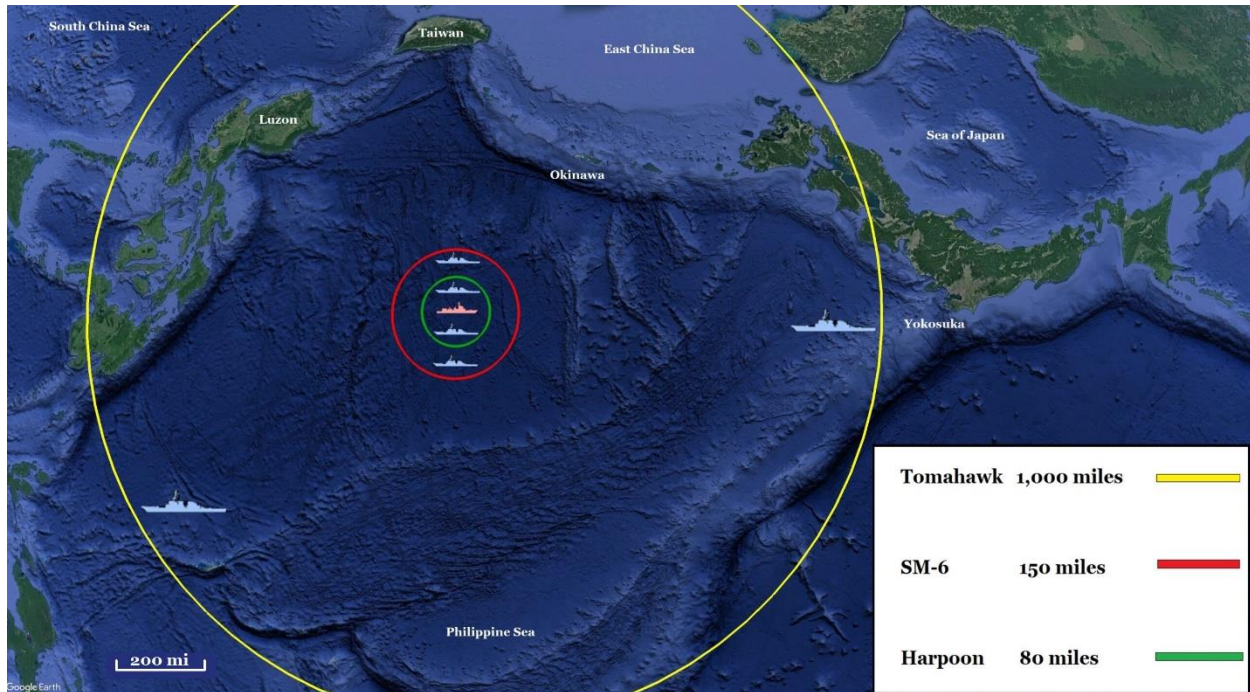 South China Sea
Taiwan
East China Sea
Luzon
Sea of Japan
Okinawa
Yokosuka
Tomahawk 1,000 miles
SM-6 150 miles
Philippine Sea
Harpoon 80 miles
200 mi
Google Earth